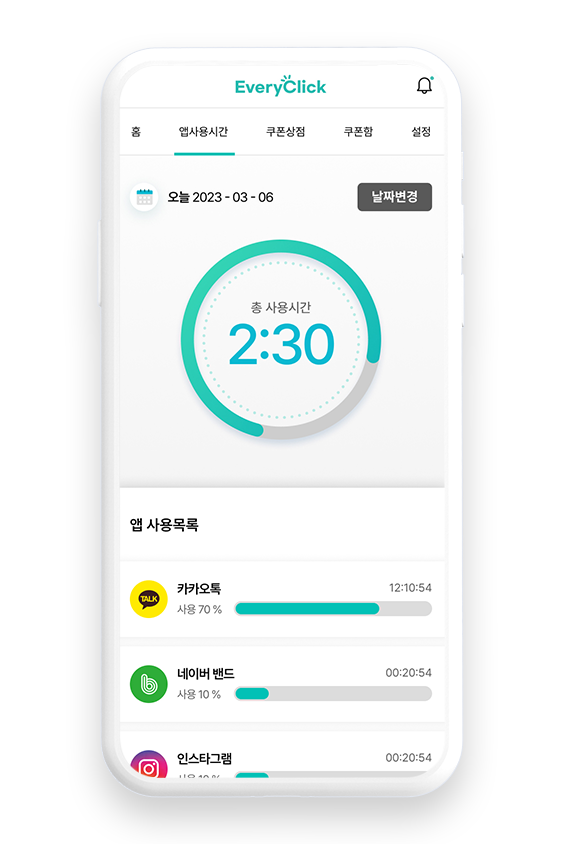 EveryClick
홈 앱사용시간 쿠폰상점 쿠폰함 설정
오늘 2023 - 03 - 06 날짜변경
총 사용시간
2:30
앱 사용목록
TALK
카카오톡 12:10:54
사용 70 %
네이버 밴드 00:20:54
사용 10 %
인스타그램 00:20:54
사용 10 %